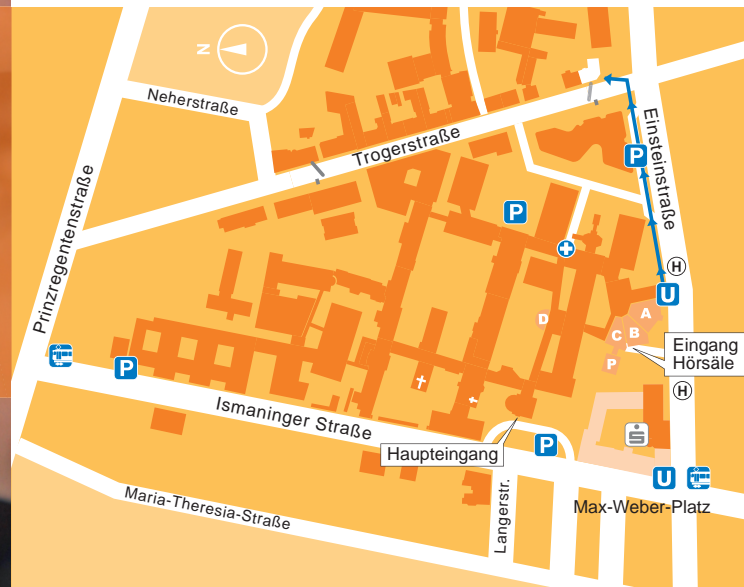 N
Neherstraße
Trogerstraße
Einsteinstraße
Prinzregentenstraße
P
P
H
U
D
A
B
C
P
Eingang
Hörsäle
P
H
Ismaninger Straße
Haupteingang
P
S
U
Max-Weber-Platz
Langerstr.
Maria-Theresia-Straße